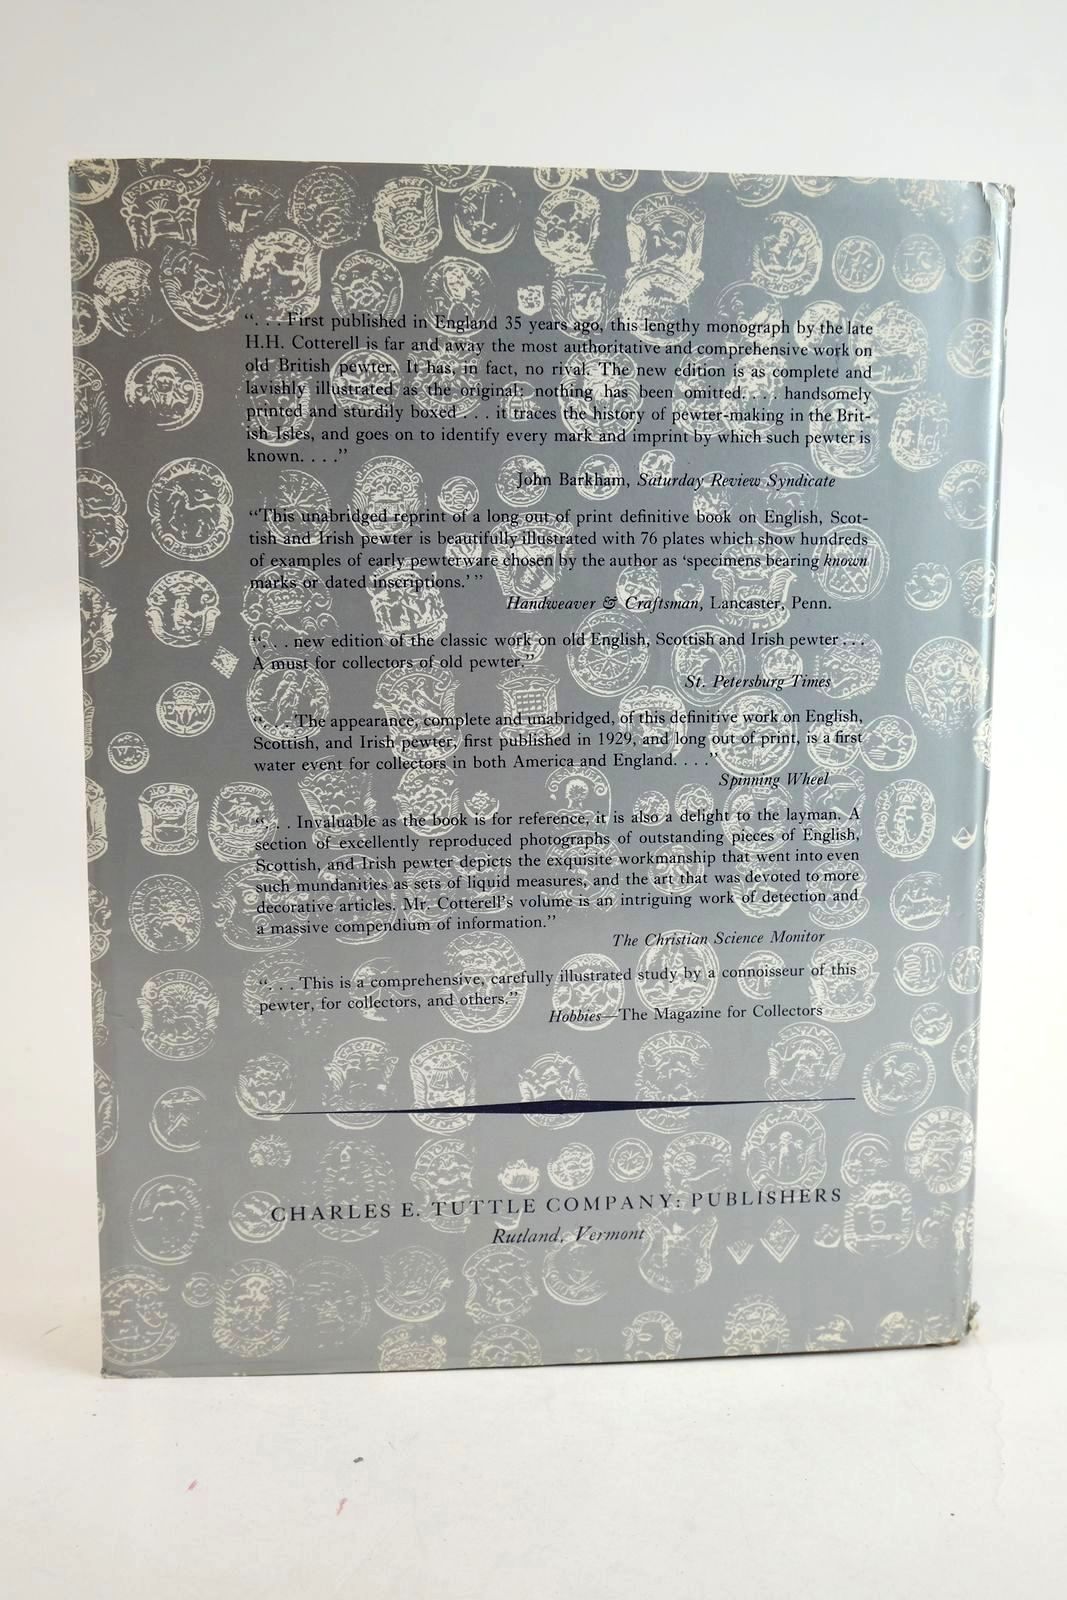 “. . . First published in England 35 years ago, this lengthy monograph by the late
H.H. Cotterell is far and away the most authoritative and comprehensive work on
old British pewter. It has, in fact, no rival. The new edition is as complete and
lavishly illustrated as the original: nothing has been omitted. . . . handsomely
printed and sturdily boxed . . . it traces the history of pewter-making in the Brit-
ish Isles, and goes on to identify every mark and imprint by which such pewter is
known. . . .”
John Barkham, Saturday Review Syndicate
“This unabridged reprint of a long out of print definitive book on English, Scot-
tish and Irish pewter is beautifully illustrated with 76 plates which show hundreds
of examples of early pewterware chosen by the author as ‘specimens bearing known
marks or dated inscriptions.’ ”
Handweaver & Craftsman, Lancaster, Penn.
“. . . new edition of the classic work on old English, Scottish and Irish pewter . . .
A must for collectors of old pewter.”
St. Petersburg Times
“. . . The appearance, complete and unabridged, of this definitive work on English,
Scottish, and Irish pewter, first published in 1929, and long out of print, is a first
water event for collectors in both America and England. . . .”
Spinning Wheel
“. . . Invaluable as the book is for reference, it is also a delight to the layman. A
section of excellently reproduced photographs of outstanding pieces of English,
Scottish, and Irish pewter depicts the exquisite workmanship that went into even
such mundanities as sets of liquid measures, and the art that was devoted to more
decorative articles. Mr. Cotterell’s volume is an intriguing work of detection and
a massive compendium of information.”
The Christian Science Monitor
“. . . This is a comprehensive, carefully illustrated study by a connoisseur of this
pewter, for collectors, and others.”
Hobbies—The Magazine for Collectors
CHARLES E. TUTTLE COMPANY: PUBLISHERS
Rutland, Vermont